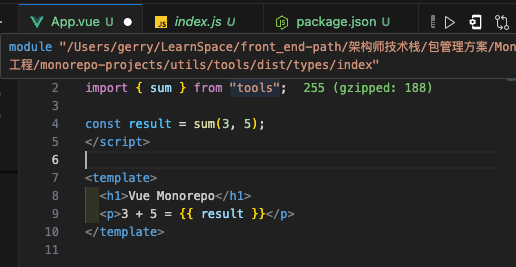 App.vue U index.js U package.json U
module "/Users/gerry/LearnSpace/front_end-path/架构师技术栈/包管理方案/Mon
工程/monorepo-projects/utils/tools/dist/types/index"
2 import { sum } from "tools"; 255 (gzipped: 188)
3
4 const result = sum(3, 5);
5 </script>
6
7 <template>
8 <h1>Vue Monorepo</h1>
9 <p>3 + 5 = {{ result }}</p>
10 </template>
11